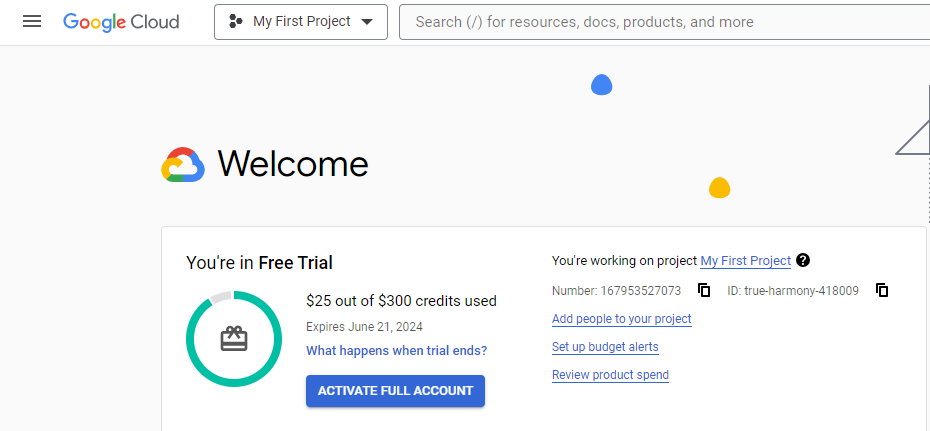 Google Cloud
My First Project
Search (/) for resources, docs, products, and more
Welcome
You're in Free Trial
$25 out of $300 credits used
Expires June 21, 2024
What happens when trial ends?
ACTIVATE FULL ACCOUNT
You're working on project My First Project
Number: 167953527073 ID: true-harmony-418009
Add people to your project
Set up budget alerts
Review product spend